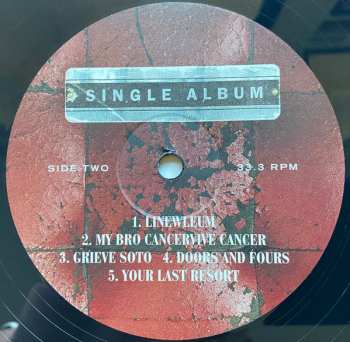 SINGLE ALBUM
SIDE TWO 33.3 RPM
1. LINEWLEUM
2. MY BRO CANCERVIVE CANCER
3. GRIEVE SOTO 4. DOORS AND FOURS
5. YOUR LAST RESORT